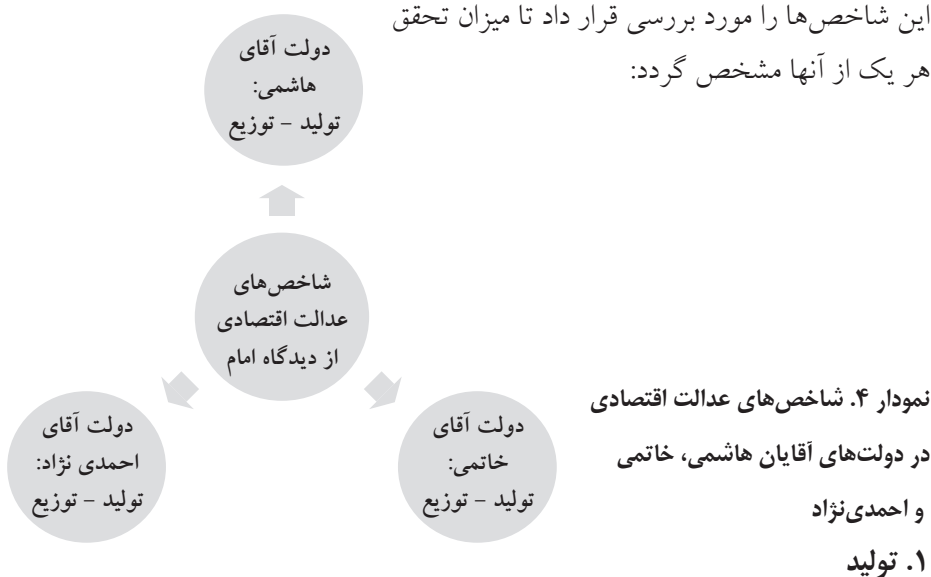 این شاخص‌ها را مورد بررسی قرار داد تا میزان تحقق
هر یک از آنها مشخص گردد:
دولت آقای
هاشمی:
تولید - توزیع
شاخص‌های
عدالت اقتصادی
از دیدگاه امام
دولت آقای
خاتمی:
تولید - توزیع
دولت آقای
احمدی نژاد:
تولید - توزیع
نمودار ۴. شاخص‌های عدالت اقتصادی
در دولت‌های آقایان هاشمی، خاتمی
و احمدی‌نژاد
۱. تولید